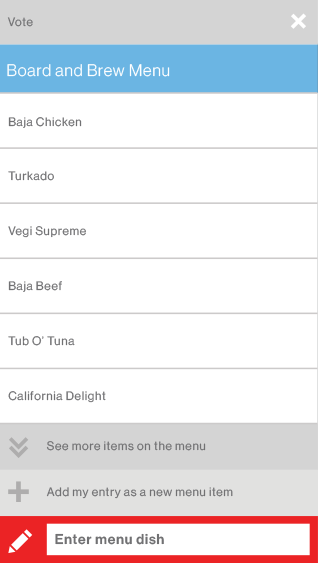 Vote
Board and Brew Menu
Baja Chicken
Turkado
Vegi Supreme
Baja Beef
Tub O' Tuna
California Delight
See more items on the menu
Add my entry as a new menu item
Enter menu dish